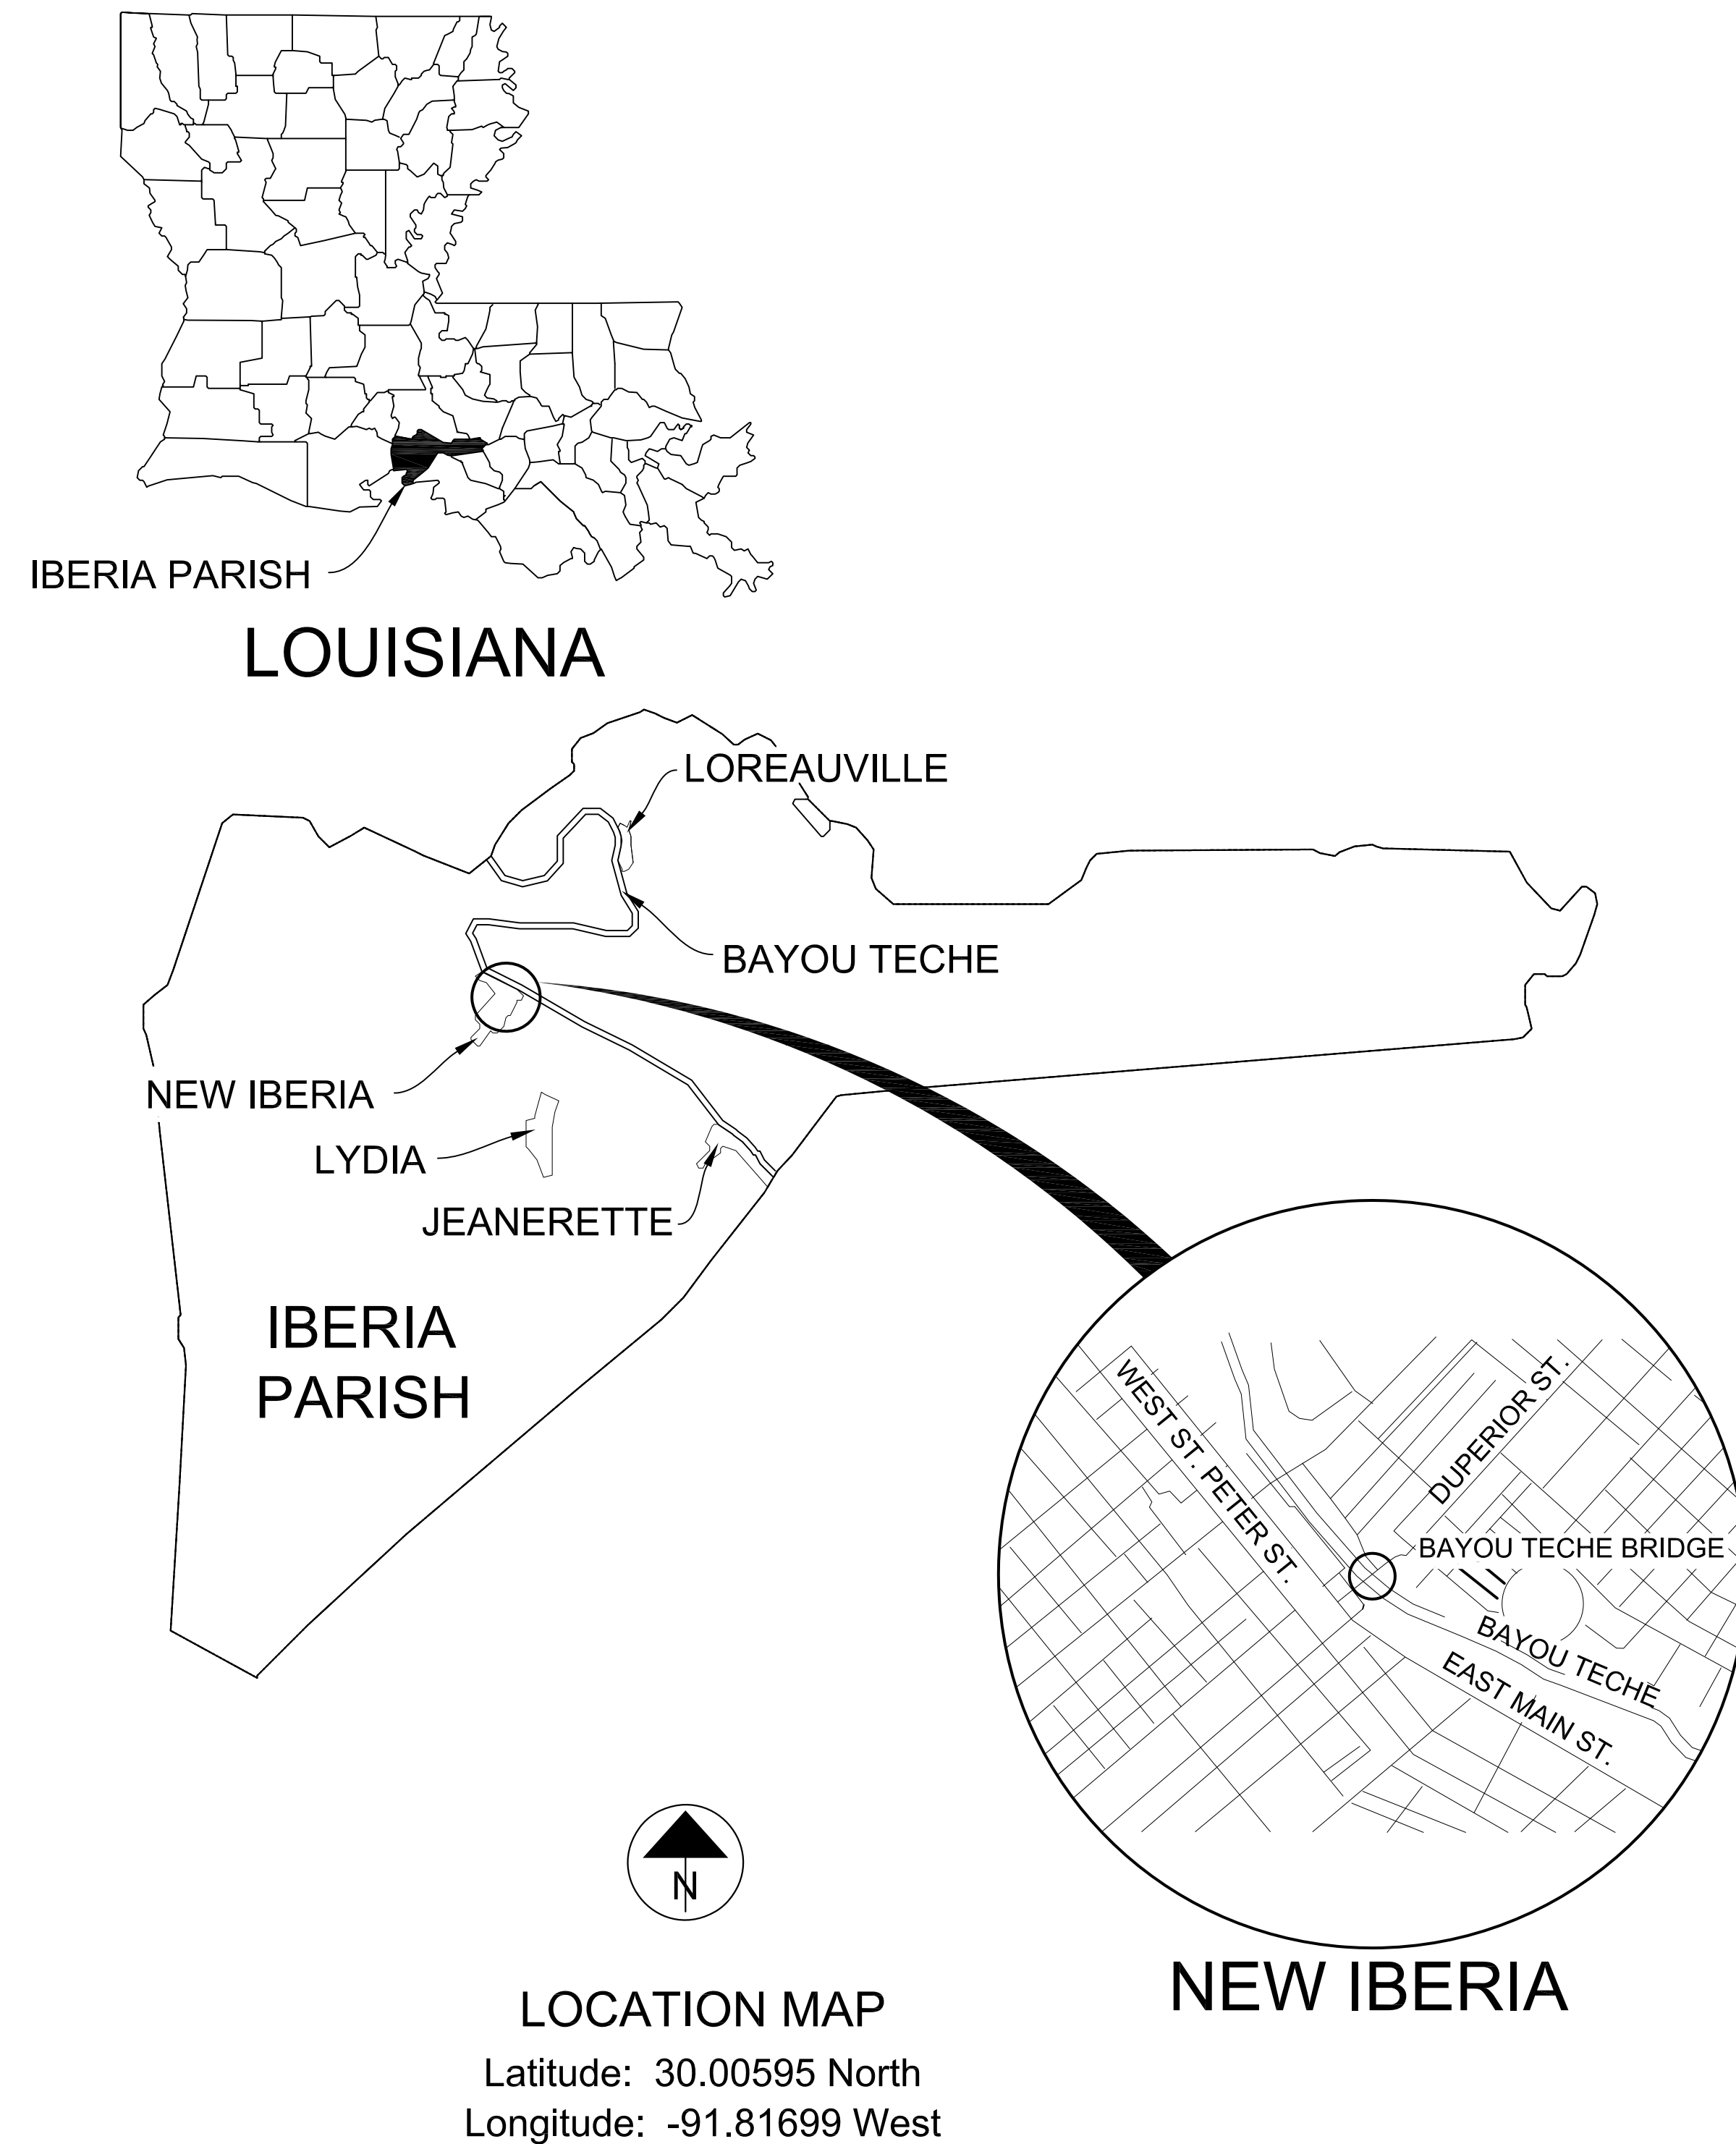 IBERIA PARISH
LOUISIANA
LOREAUVILLE
BAYOU TECHE
NEW IBERIA
LYDIA
JEANERETTE
IBERIA
PARISH
WEST ST. PETER ST.
DUPERIOR ST.
BAYOU TECHE BRIDGE
BAYOU TECHE
EAST MAIN ST.
N
NEW IBERIA
LOCATION MAP
Latitude: 30.00595 North
Longitude: -91.81699 West